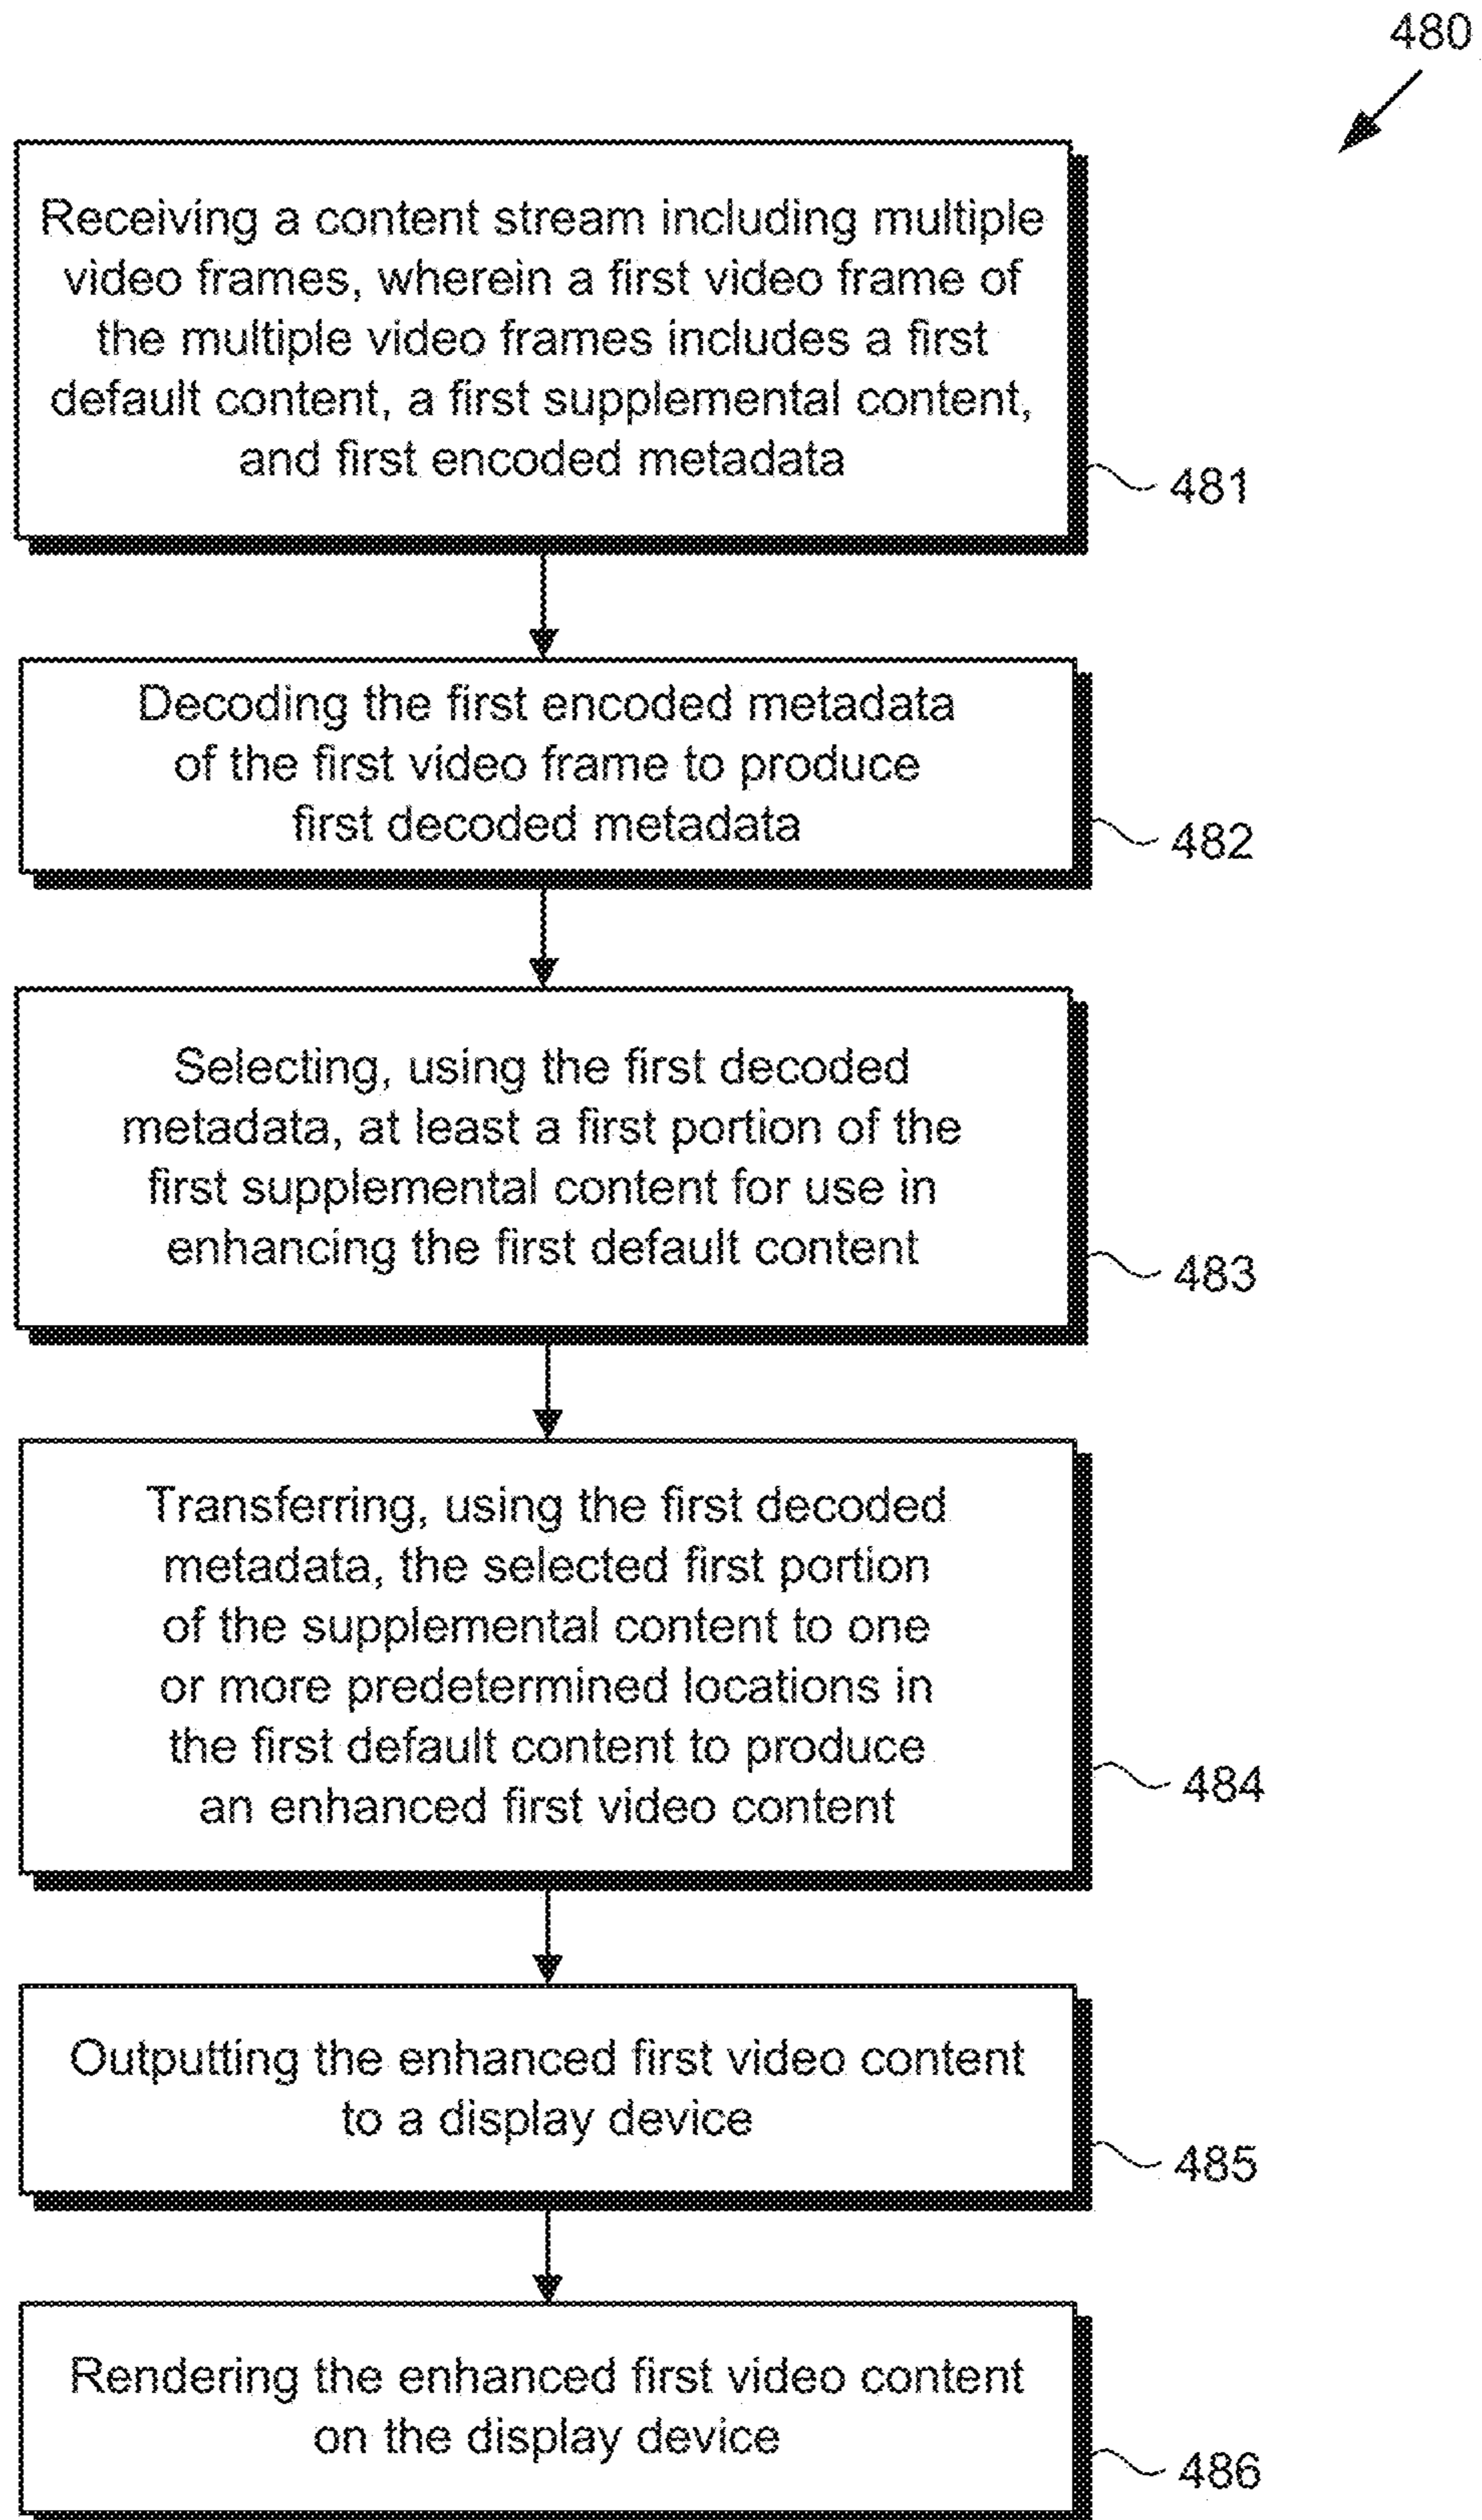 480
Receiving a content stream including multiple
video frames, wherein a first video frame of
the multiple video frames includes a first
default content, a first supplemental content,
and first encoded metadata
481
Decoding the first encoded metadata
of the first video frame to produce
first decoded metadata
482
Selecting, using the first decoded
metadata, at least a first portion of the
first supplemental content for use in
enhancing the first default content
483
Transferring, using the first decoded
metadata, the selected first portion
of the supplemental content to one
or more predetermined locations in
the first default content to produce
an enhanced first video content
484
Outputting the enhanced first video content
to a display device
485
Rendering the enhanced first video content
on the display device
486